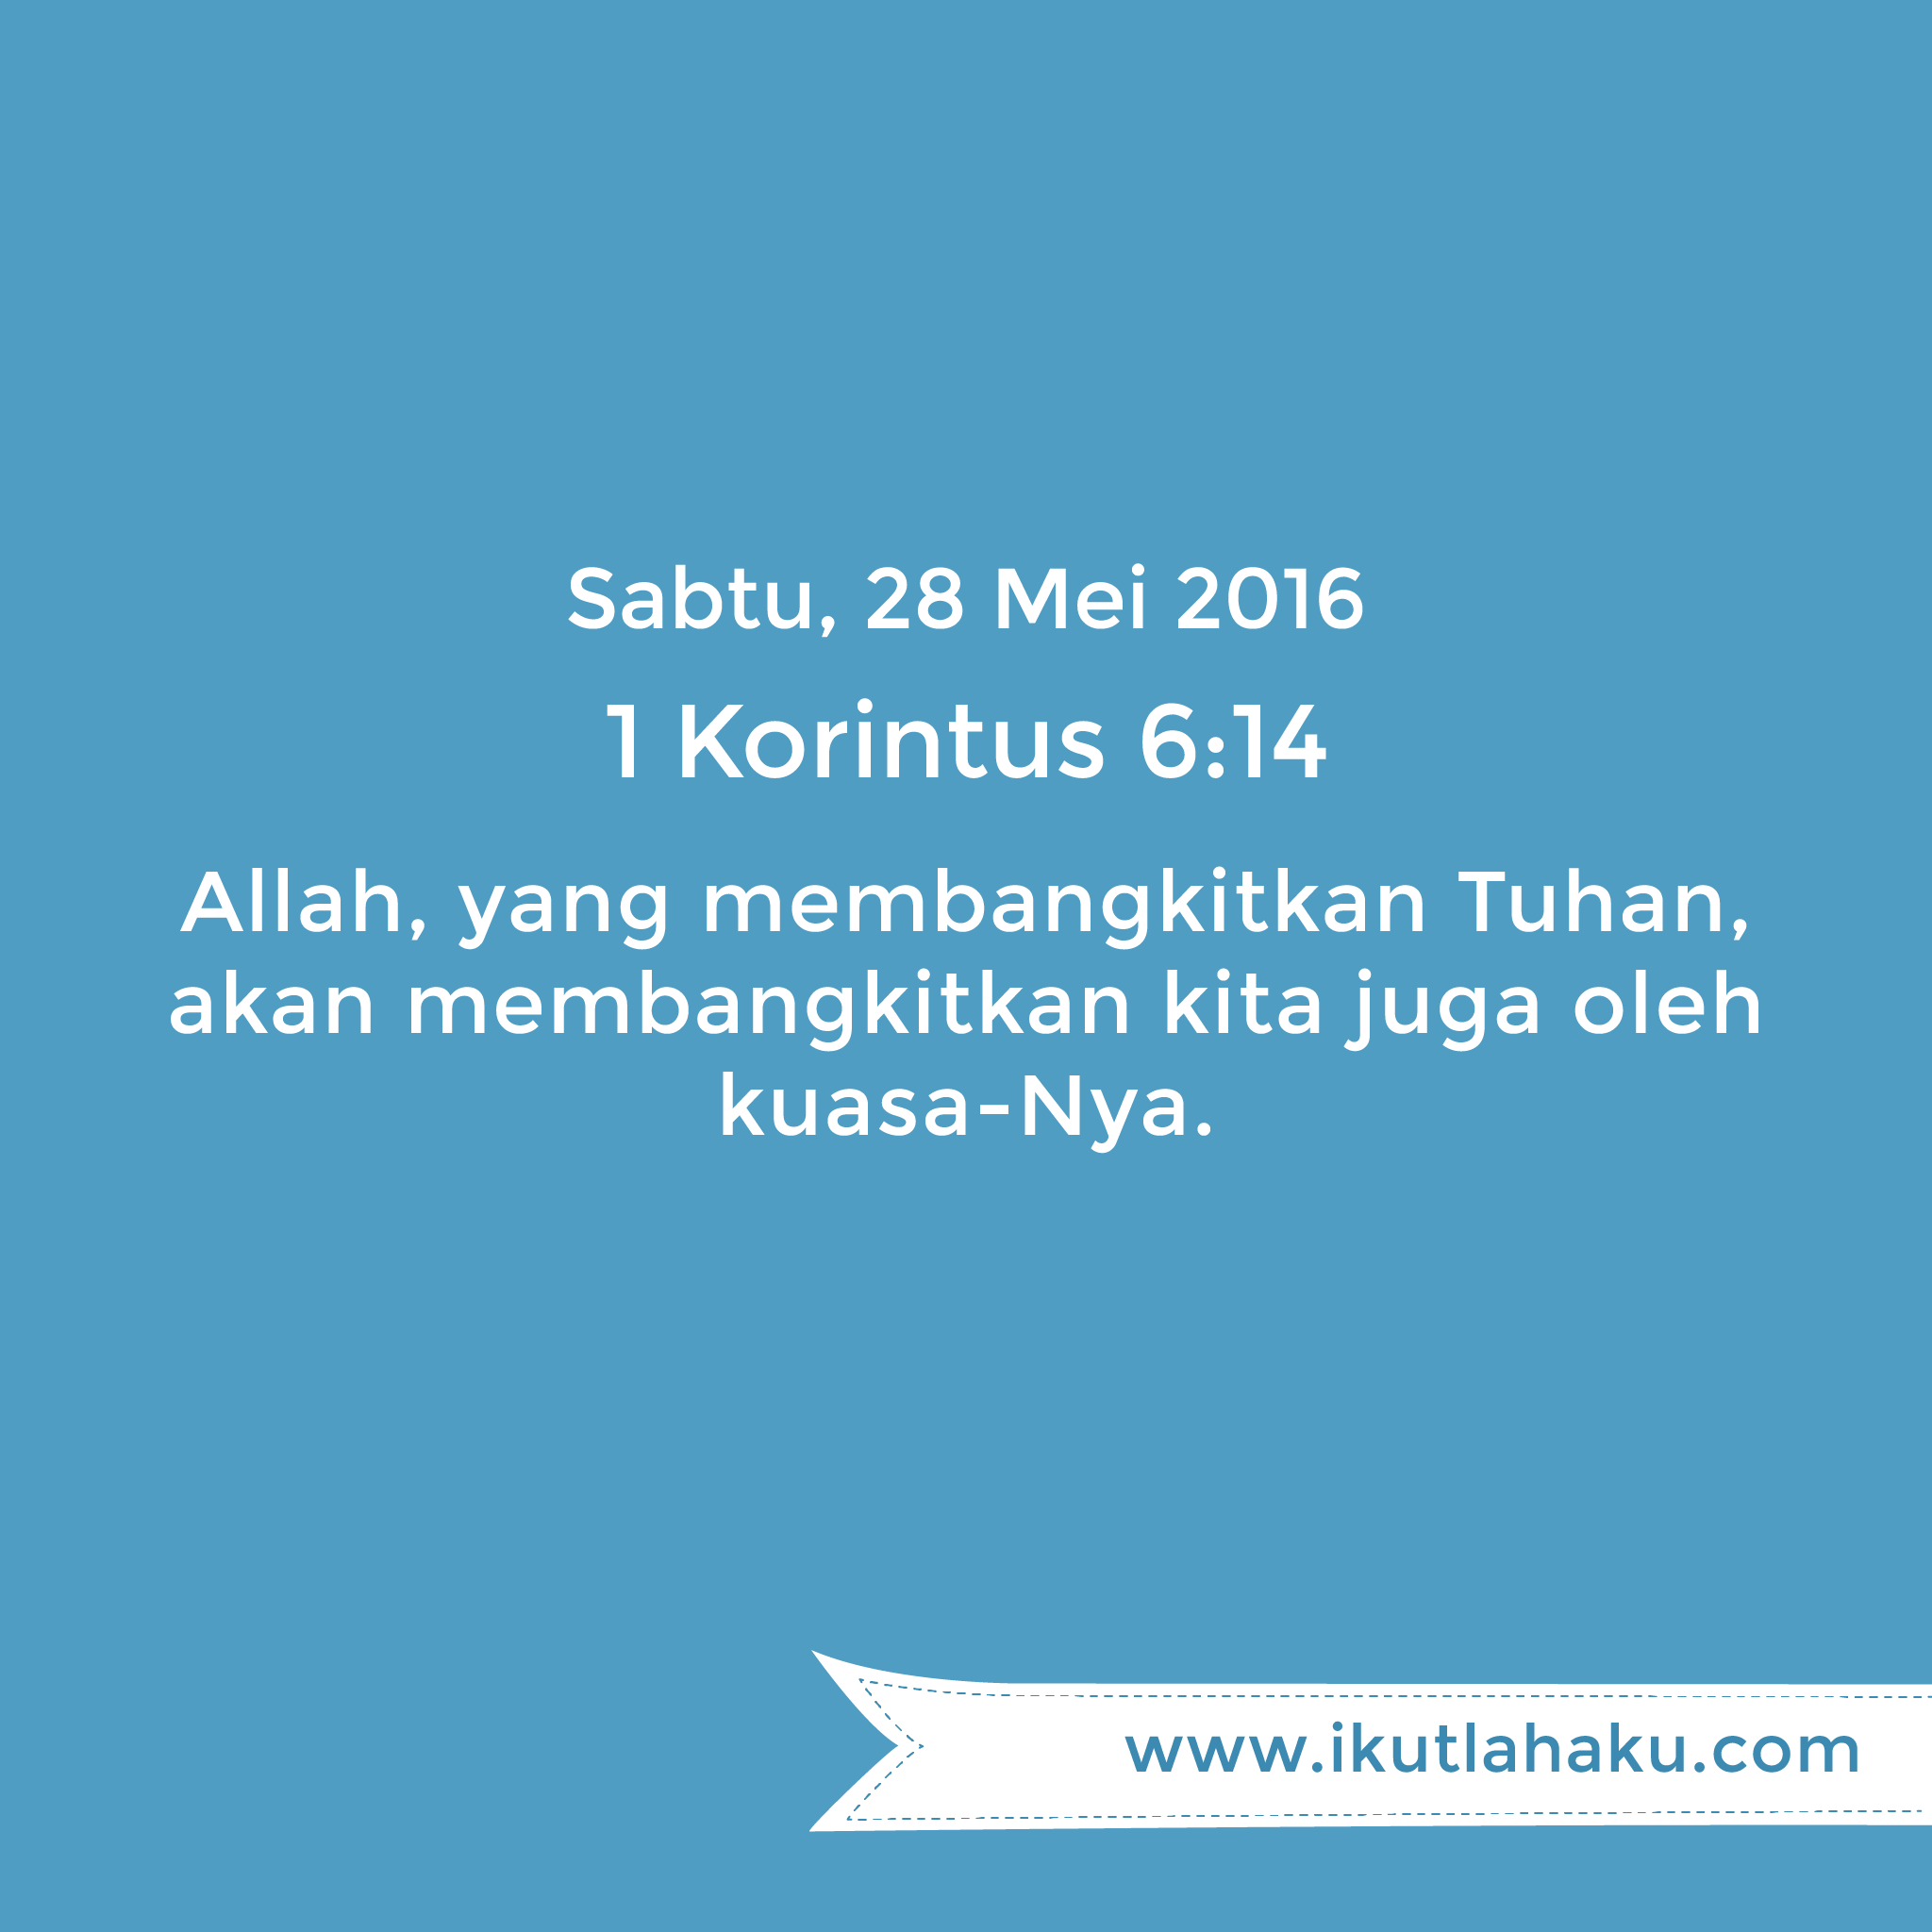 Sabtu, 28 Mei 2016
1 Korintus 6:14
Allah, yang membangkitkan Tuhan,
akan membangkitkan kita juga oleh
kuasa-Nya.
www.ikutlahaku.com